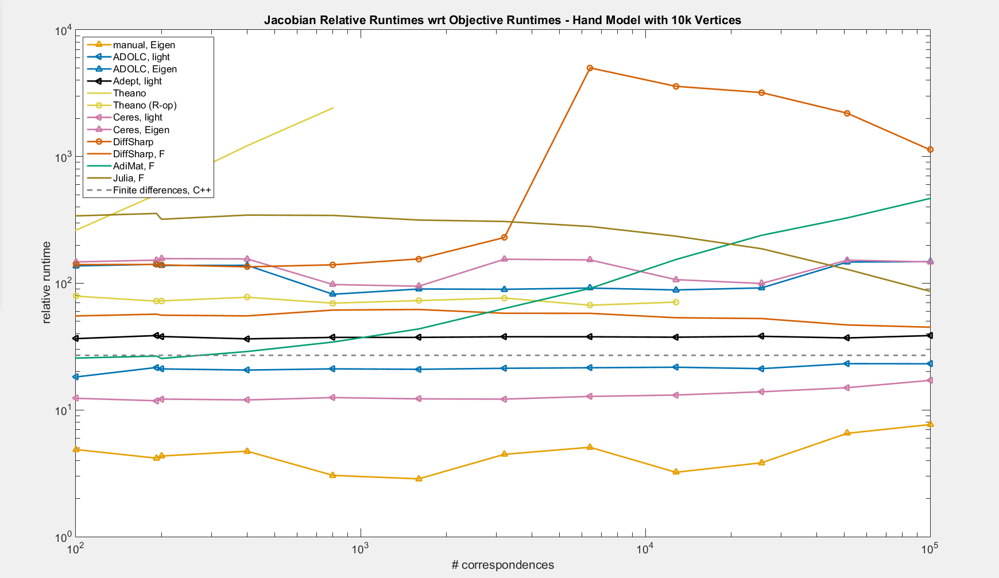 Jacobian Relative Runtimes wrt Objective Runtimes - Hand Model with 10k Vertices
10^4
manual, Eigen
ADOLC, light
ADOLC, Eigen
Adept, light
Theano
Theano (R-op)
Ceres, light
Ceres, Eigen
DiffSharp
DiffSharp, F
AdiMat, F
Julia, F
Finite differences, C++
10^3
10^2
10^1
10^0
relative runtime
10^2 10^3 10^4 10^5
# correspondences